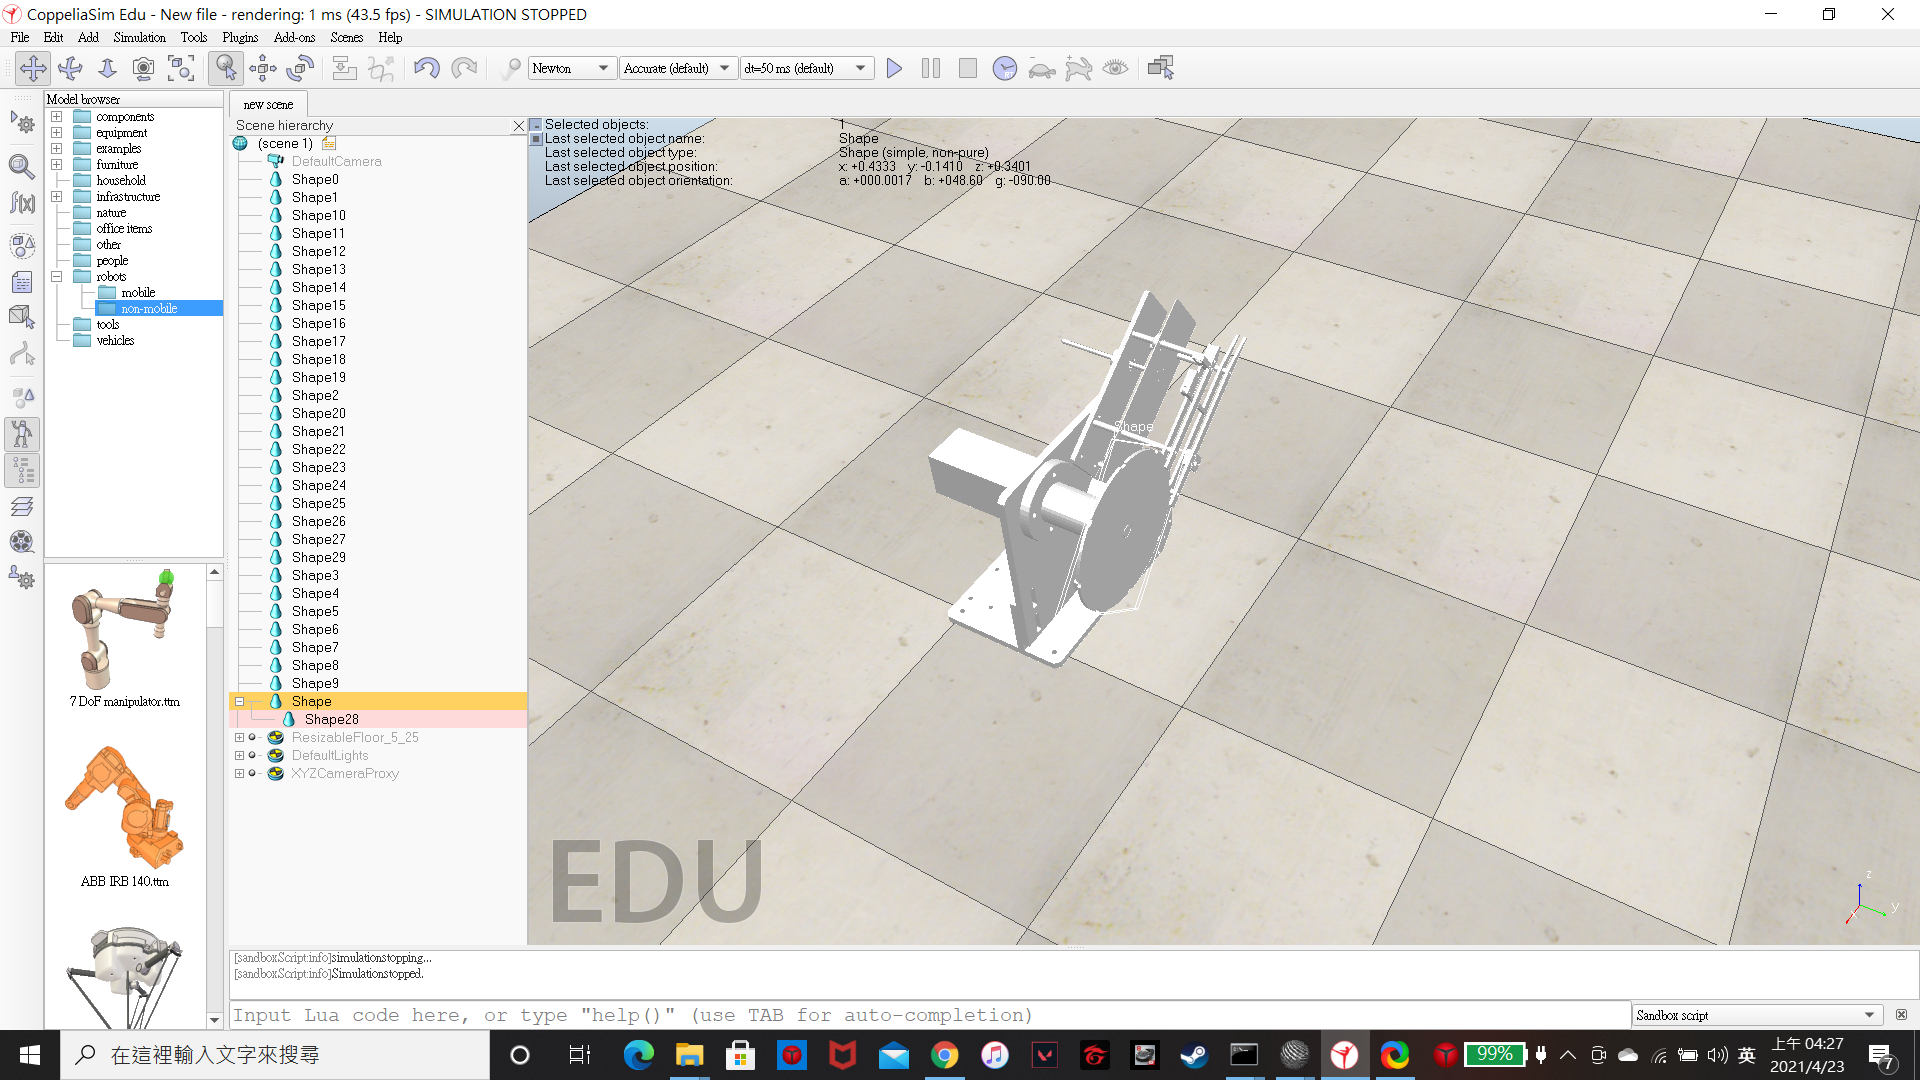 CoppeliaSim Edu - New file - rendering: 1 ms (43.5 fps) - SIMULATION STOPPED
File Edit Add Simulation Tools Plugins Add-ons Scenes Help
Newton Accurate (default) dt=50 ms (default)
Model browser
components
equipment
examples
furniture
household
infrastructure
nature
office items
other
people
robots
mobile
non-mobile
tools
vehicles
7 DoF manipulator.ttm
ABB IRB 140.ttm
new scene
Scene hierarchy
(scene 1)
DefaultCamera
Shape0
Shape1
Shape10
Shape11
Shape12
Shape13
Shape14
Shape15
Shape16
Shape17
Shape18
Shape19
Shape2
Shape20
Shape21
Shape22
Shape23
Shape24
Shape25
Shape26
Shape27
Shape29
Shape3
Shape4
Shape5
Shape6
Shape7
Shape8
Shape9
Shape
Shape28
ResizableFloor_5_25
DefaultLights
XYZCameraProxy
Selected objects: 1
Last selected object name: Shape
Last selected object type: Shape (simple, non-pure)
Last selected object position: x: +0.4333 y: -0.1410 z: +0.3401
Last selected object orientation: a: +000.0017 b: +048.60 g: -090.00
Shape
EDU
z
y
x
[sandboxScript:info]simulationstopping...
[sandboxScript:info]Simulationstopped.
Input Lua code here, or type "help()" (use TAB for auto-completion)
Sandbox script
在這裡輸入文字來搜尋
99%
英
上午 04:27
2021/4/23
7